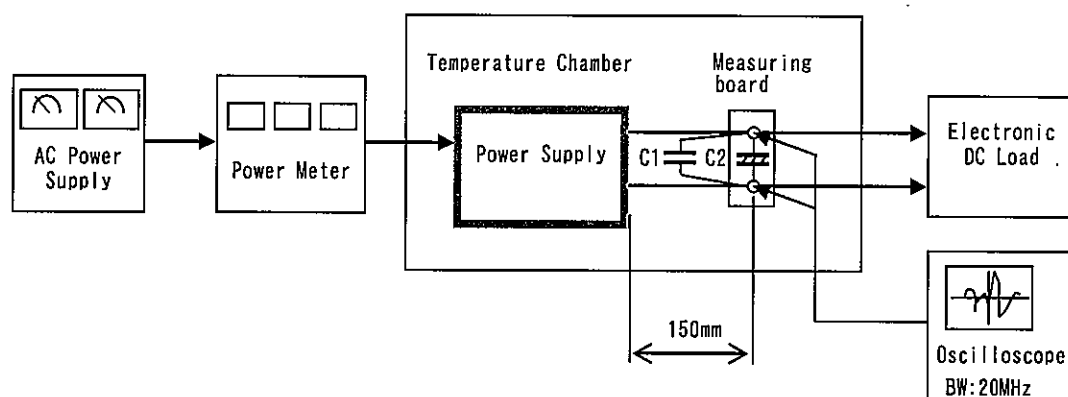 Temperature Chamber
Measuring
board
AC Power
Supply
Power Meter
Power Supply
C1
C2
Electronic
DC Load
150mm
Oscilloscope
BW:20MHz